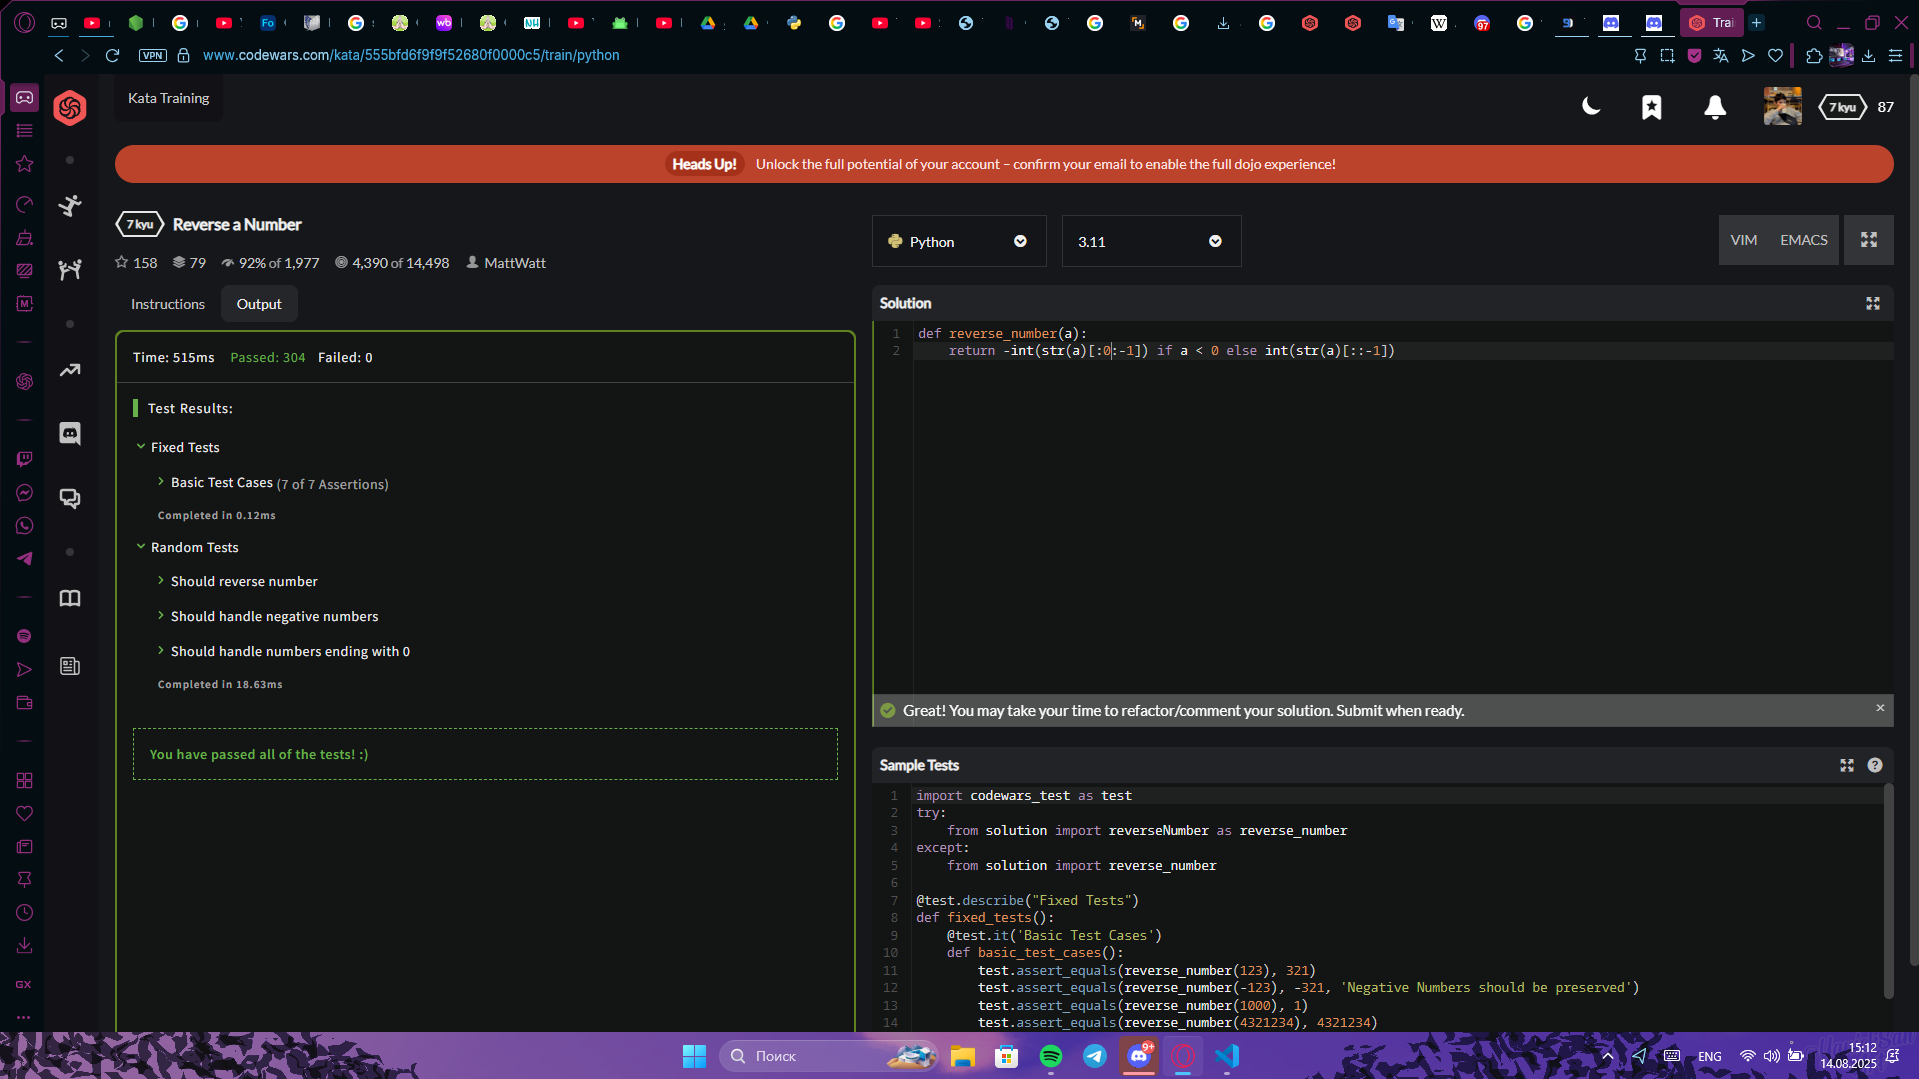 Trai
VPN
www.codewars.com/kata/555bfd6f9f9f52680f0000c5/train/python
Kata Training
7 kyu
87
Heads Up!
Unlock the full potential of your account – confirm your email to enable the full dojo experience!
7 kyu
Reverse a Number
158
79
92% of 1,977
4,390 of 14,498
MattWatt
Instructions
Output
Time: 515ms
Passed: 304
Failed: 0
Test Results:
Fixed Tests
Basic Test Cases (7 of 7 Assertions)
Completed in 0.12ms
Random Tests
Should reverse number
Should handle negative numbers
Should handle numbers ending with 0
Completed in 18.63ms
You have passed all of the tests! :)
Python
3.11
VIM
EMACS
Solution
1 def reverse_number(a):
2 return -int(str(a)[:0:-1]) if a < 0 else int(str(a)[::-1])
Great! You may take your time to refactor/comment your solution. Submit when ready.
Sample Tests
1 import codewars_test as test
2 try:
3 from solution import reverseNumber as reverse_number
4 except:
5 from solution import reverse_number
6
7 @test.describe("Fixed Tests")
8 def fixed_tests():
9 @test.it('Basic Test Cases')
10 def basic_test_cases():
11 test.assert_equals(reverse_number(123), 321)
12 test.assert_equals(reverse_number(-123), -321, 'Negative Numbers should be preserved')
13 test.assert_equals(reverse_number(1000), 1)
14 test.assert_equals(reverse_number(4321234), 4321234)
GX
Поиск
9+
ENG
15:12
14.08.2025